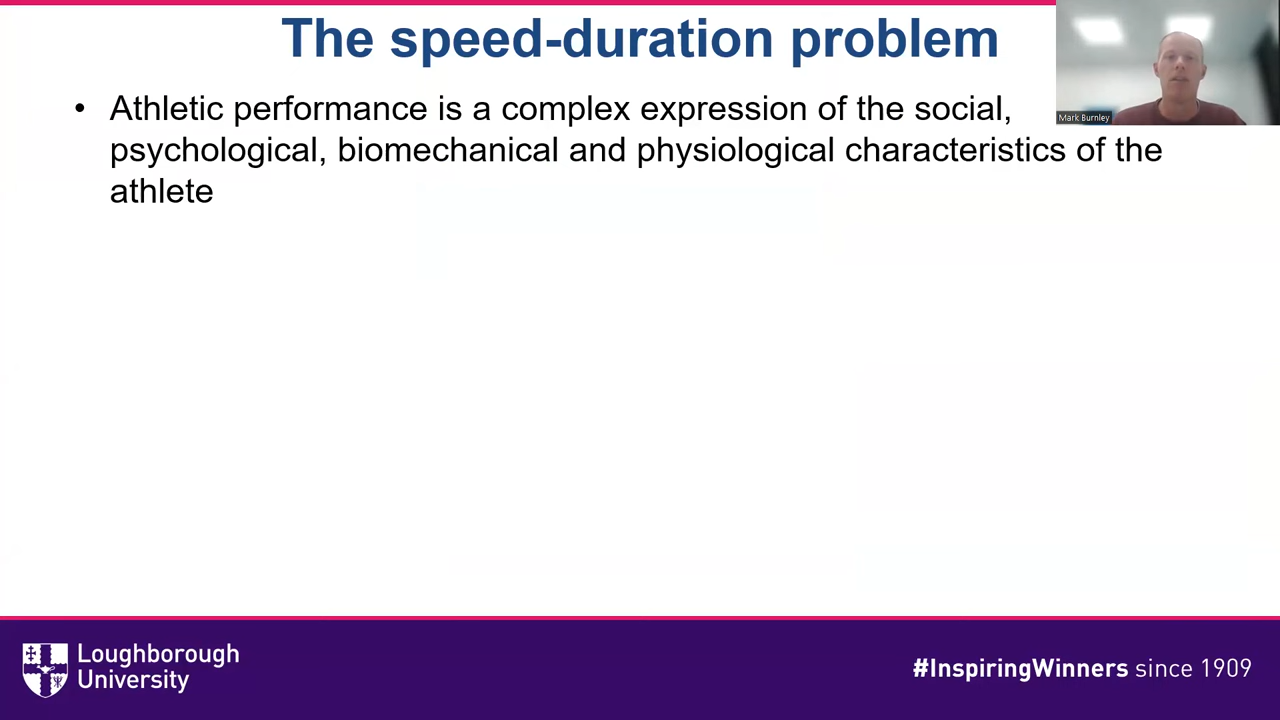 The speed-duration problem
• Athletic performance is a complex expression of the social,
psychological, biomechanical and physiological characteristics of the
athlete
Mark Burnley
Loughborough
University
#InspiringWinners since 1909